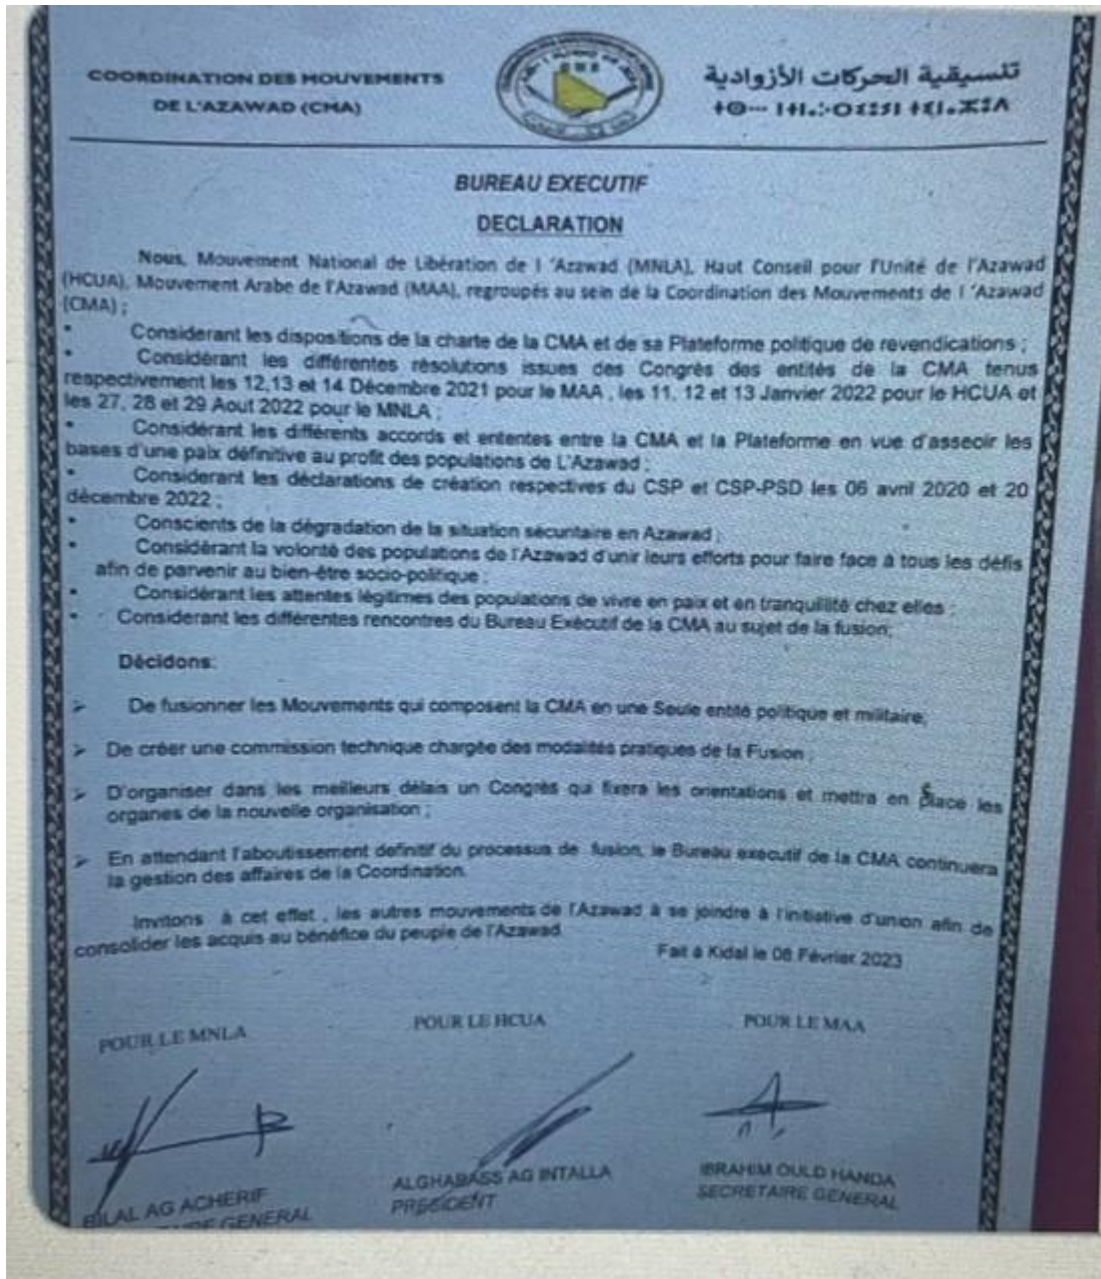 COORDINATION DES MOUVEMENTS
DE L'AZAWAD (CMA)
تنسيقية الحركات الأزوادية
BUREAU EXECUTIF
DECLARATION
Nous, Mouvement National de Libération de l 'Azawad (MNLA), Haut Conseil pour l'Unité de l'Azawad
(HCUA), Mouvement Arabe de l'Azawad (MAA), regroupés au sein de la Coordination des Mouvements de l 'Azawad
(CMA) ;
• Considerant les dispositions de la charte de la CMA et de sa Plateforme politique de revendications ;
• Considérant les différentes résolutions issues des Congrès des entités de la CMA tenus
respectivement les 12,13 et 14 Décembre 2021 pour le MAA , les 11, 12 et 13 Janvier 2022 pour le HCUA et
les 27, 28 et 29 Aout 2022 pour le MNLA ;
• Considérant les différents accords et ententes entre la CMA et la Plateforme en vue d'asseoir les
bases d'une paix définitive au profit des populations de L'Azawad ;
• Considerant les déclarations de création respectives du CSP et CSP-PSD les 06 avril 2020 et 20
décembre 2022 ;
• Conscients de la dégradation de la situation sécuritaire en Azawad ;
• Considérant la volonté des populations de l'Azawad d'unir leurs efforts pour faire face à tous les défis
afin de parvenir au bien-être socio-politique ;
• Considérant les attentes légitimes des populations de vivre en paix et en tranquillité chez elles ;
• Considerant les différentes rencontres du Bureau Exécutif de la CMA au sujet de la fusion;
Décidons:
➢ De fusionner les Mouvements qui composent la CMA en une Seule entité politique et militaire;
➢ De créer une commission technique chargée des modalités pratiques de la Fusion ;
➢ D'organiser dans les meilleurs délais un Congrès qui fixera les orientations et mettra en place les
organes de la nouvelle organisation ;
➢ En attendant l'aboutissement definitif du processus de fusion, le Bureau executif de la CMA continuera
la gestion des affaires de la Coordination.
Invitons à cet effet , les autres mouvements de l'Azawad à se joindre à l'initiative d'union afin de
consolider les acquis au bénéfice du peuple de l'Azawad
Fait à Kidal le 08 Février 2023
POUR LE MNLA POUR LE HCUA POUR LE MAA
BILAL AG ACHERIF ALGHABASS AG INTALLA IBRAHIM OULD HANDA
GENERAL PRESIDENT SECRETAIRE GENERAL